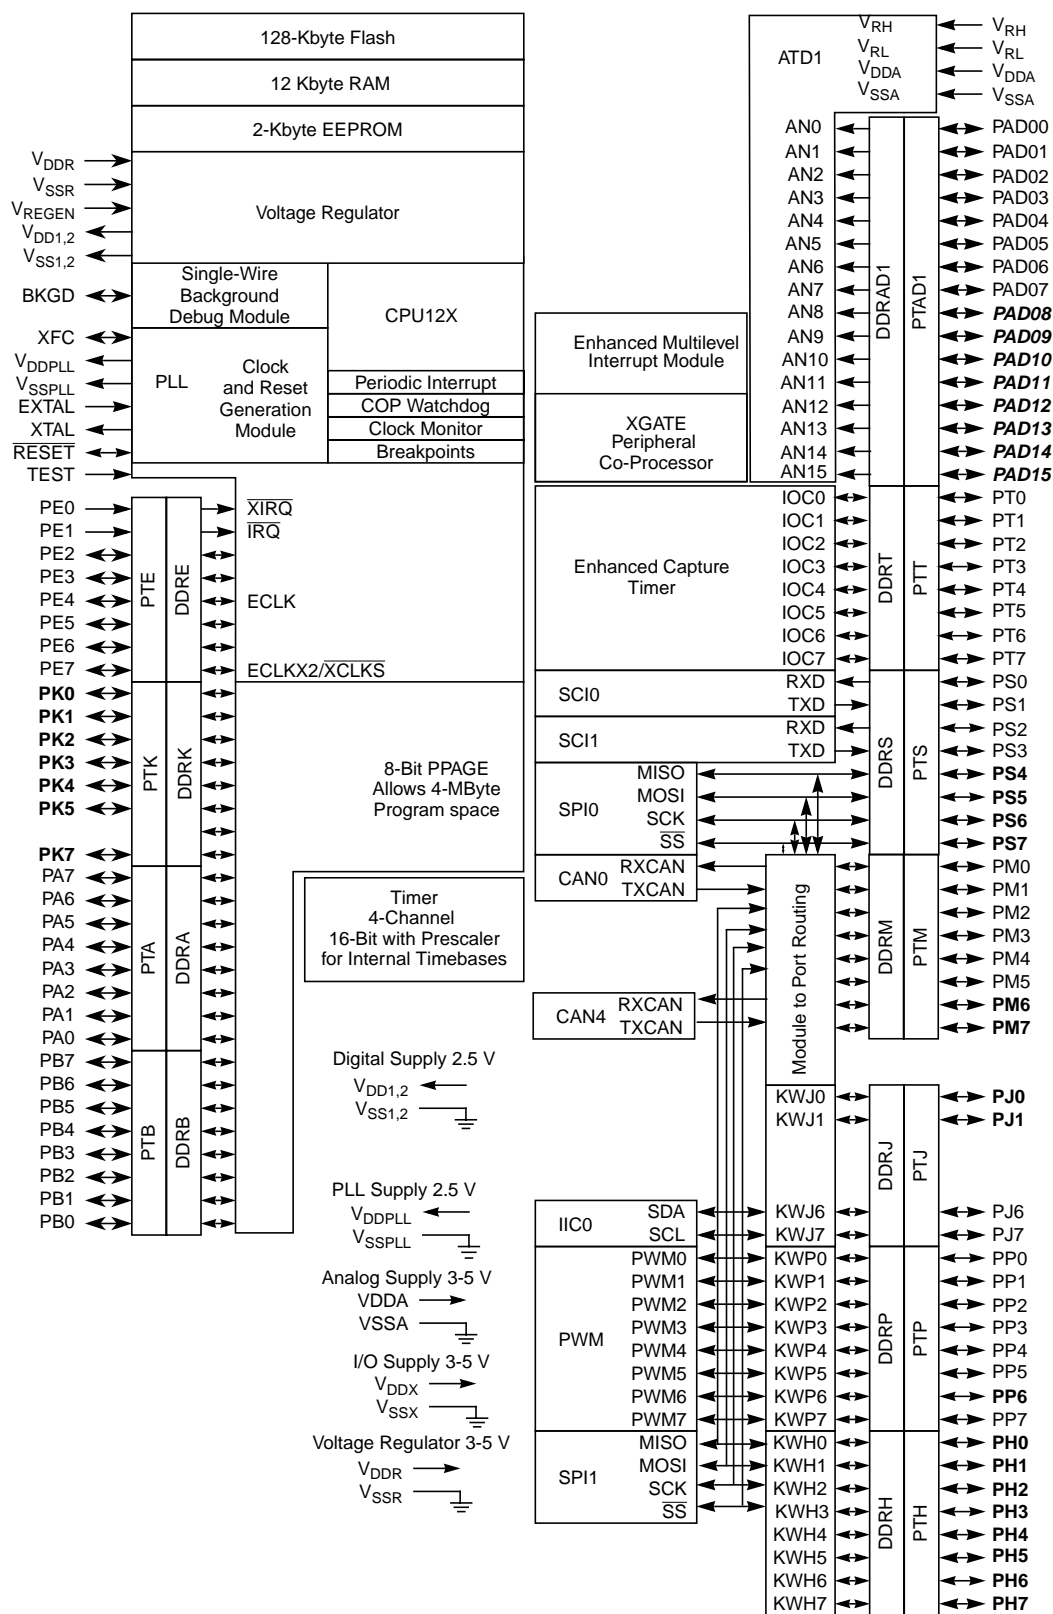 128-Kbyte Flash
12 Kbyte RAM
2-Kbyte EEPROM
VDDR
VSSR
VREGEN
VDD1,2
VSS1,2
Voltage Regulator
BKGD
Single-Wire
Background
Debug Module
CPU12X
XFC
VDDPLL
VSSPLL
EXTAL
XTAL
RESET
TEST
PLL
Clock
and Reset
Generation
Module
Periodic Interrupt
COP Watchdog
Clock Monitor
Breakpoints
PE0
PE1
PE2
PE3
PE4
PE5
PE6
PE7
PTE
DDRE
XIRQ
IRQ
ECLK
ECLKX2/XCLKS
PK0
PK1
PK2
PK3
PK4
PK5
PK7
PTK
DDRK
8-Bit PPAGE
Allows 4-MByte
Program space
PA7
PA6
PA5
PA4
PA3
PA2
PA1
PA0
PTA
DDRA
Timer
4-Channel
16-Bit with Prescaler
for Internal Timebases
PB7
PB6
PB5
PB4
PB3
PB2
PB1
PB0
PTB
DDRB
Digital Supply 2.5 V
VDD1,2
VSS1,2
PLL Supply 2.5 V
VDDPLL
VSSPLL
Analog Supply 3-5 V
VDDA
VSSA
I/O Supply 3-5 V
VDDX
VSSX
Voltage Regulator 3-5 V
VDDR
VSSR
ATD1
VRH
VRL
VDDA
VSSA
VRH
VRL
VDDA
VSSA
AN0
AN1
AN2
AN3
AN4
AN5
AN6
AN7
AN8
AN9
AN10
AN11
AN12
AN13
AN14
AN15
DDRAD1
PTAD1
PAD00
PAD01
PAD02
PAD03
PAD04
PAD05
PAD06
PAD07
PAD08
PAD09
PAD10
PAD11
PAD12
PAD13
PAD14
PAD15
Enhanced Multilevel
Interrupt Module
XGATE
Peripheral
Co-Processor
Enhanced Capture
Timer
IOC0
IOC1
IOC2
IOC3
IOC4
IOC5
IOC6
IOC7
DDRT
PTT
PT0
PT1
PT2
PT3
PT4
PT5
PT6
PT7
SCI0
RXD
TXD
SCI1
RXD
TXD
SPI0
MISO
MOSI
SCK
SS
DDRS
PTS
PS0
PS1
PS2
PS3
PS4
PS5
PS6
PS7
CAN0
RXCAN
TXCAN
CAN4
RXCAN
TXCAN
Module to Port Routing
DDRM
PTM
PM0
PM1
PM2
PM3
PM4
PM5
PM6
PM7
KWJ0
KWJ1
KWJ6
KWJ7
DDRJ
PTJ
PJ0
PJ1
PJ6
PJ7
IIC0
SDA
SCL
PWM
PWM0
PWM1
PWM2
PWM3
PWM4
PWM5
PWM6
PWM7
KWP0
KWP1
KWP2
KWP3
KWP4
KWP5
KWP6
KWP7
DDRP
PTP
PP0
PP1
PP2
PP3
PP4
PP5
PP6
PP7
SPI1
MISO
MOSI
SCK
SS
KWH0
KWH1
KWH2
KWH3
KWH4
KWH5
KWH6
KWH7
DDRH
PTH
PH0
PH1
PH2
PH3
PH4
PH5
PH6
PH7